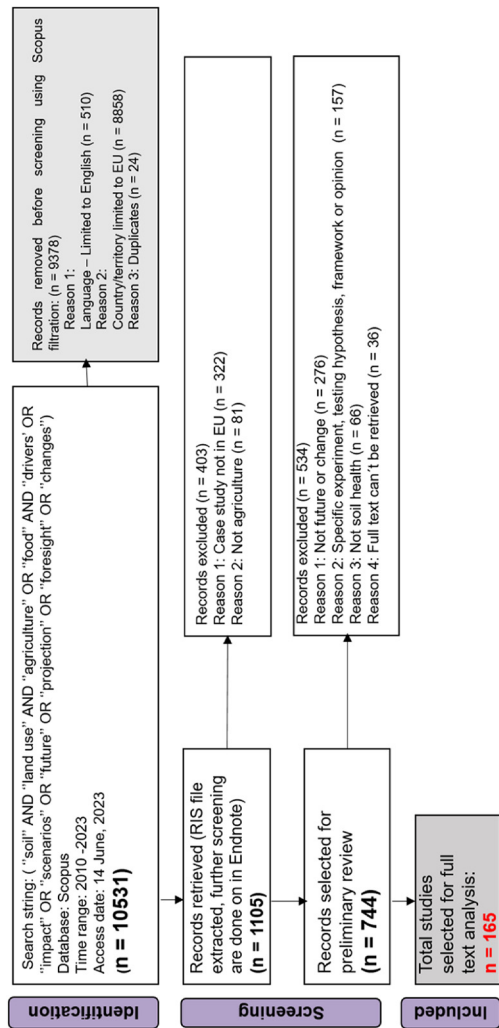 Identification
Search string: ( "soil" AND "land use" AND "agriculture" OR "food" AND "drivers' OR
"impact" OR "scenarios" OR "future" OR "projection" OR "foresight" OR "changes")
Database: Scopus
Time range: 2010 -2023
Access date: 14 June, 2023
(n = 10531)
Records removed before screening using Scopus
filtration: (n = 9378)
Reason 1:
Language – Limited to English (n = 510)
Reason 2:
Country/territory limited to EU (n = 8858)
Reason 3: Duplicates (n = 24)
Screening
Records retrieved (RIS file
extracted, further screening
are done on in Endnote)
(n = 1105)
Records excluded (n = 403)
Reason 1: Case study not in EU (n = 322)
Reason 2: Not agriculture (n = 81)
Records selected for
preliminary review
(n = 744)
Records excluded (n = 534)
Reason 1: Not future or change (n = 276)
Reason 2: Specific experiment, testing hypothesis, framework or opinion (n = 157)
Reason 3: Not soil health (n = 66)
Reason 4: Full text can´t be retrieved (n = 36)
Included
Total studies
selected for full
text analysis:
n = 165